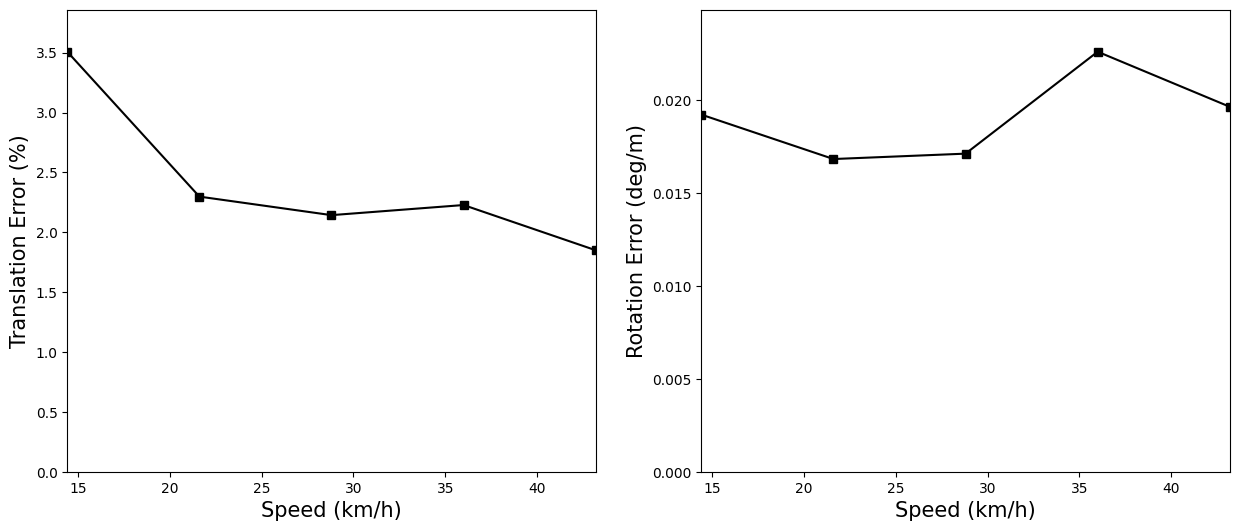 Translation Error (%)
3.5
3.0
2.5
2.0
1.5
1.0
0.5
0.0
15 20 25 30 35 40
Speed (km/h)
Rotation Error (deg/m)
0.020
0.015
0.010
0.005
0.000
15 20 25 30 35 40
Speed (km/h)